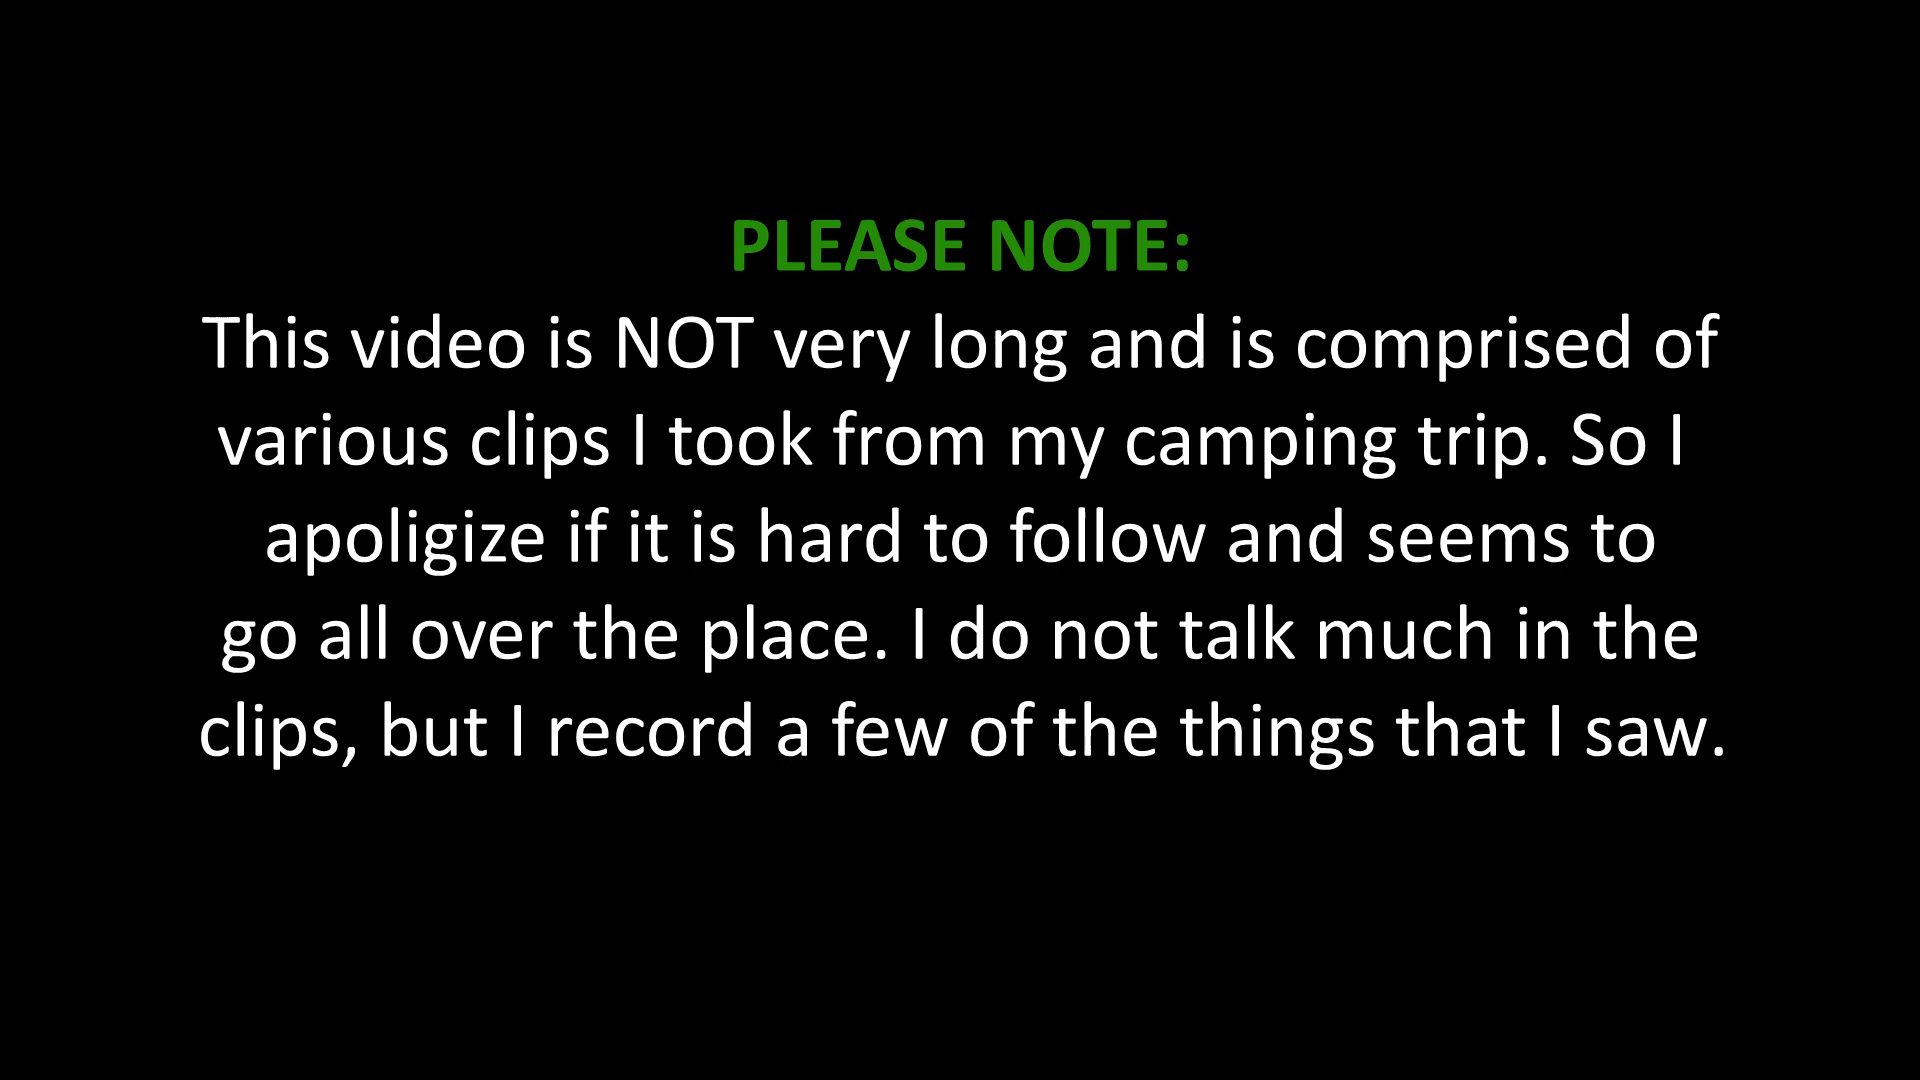 PLEASE NOTE:
This video is NOT very long and is comprised of
various clips I took from my camping trip. So I
apoligize if it is hard to follow and seems to
go all over the place. I do not talk much in the
clips, but I record a few of the things that I saw.